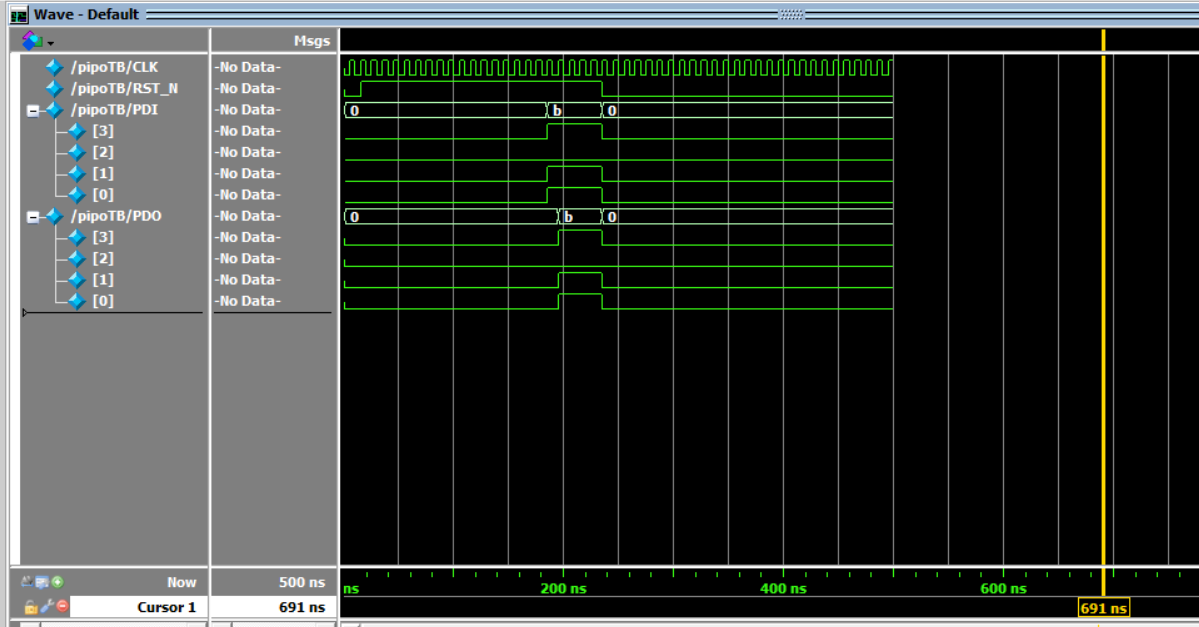 Wave - Default
Msgs
/pipoTB/CLK -No Data-
/pipoTB/RST_N -No Data-
/pipoTB/PDI -No Data- 0 b 0
[3] -No Data-
[2] -No Data-
[1] -No Data-
[0] -No Data-
/pipoTB/PDO -No Data- 0 b 0
[3] -No Data-
[2] -No Data-
[1] -No Data-
[0] -No Data-
Now 500 ns ns 200 ns 400 ns 600 ns
Cursor 1 691 ns 691 ns